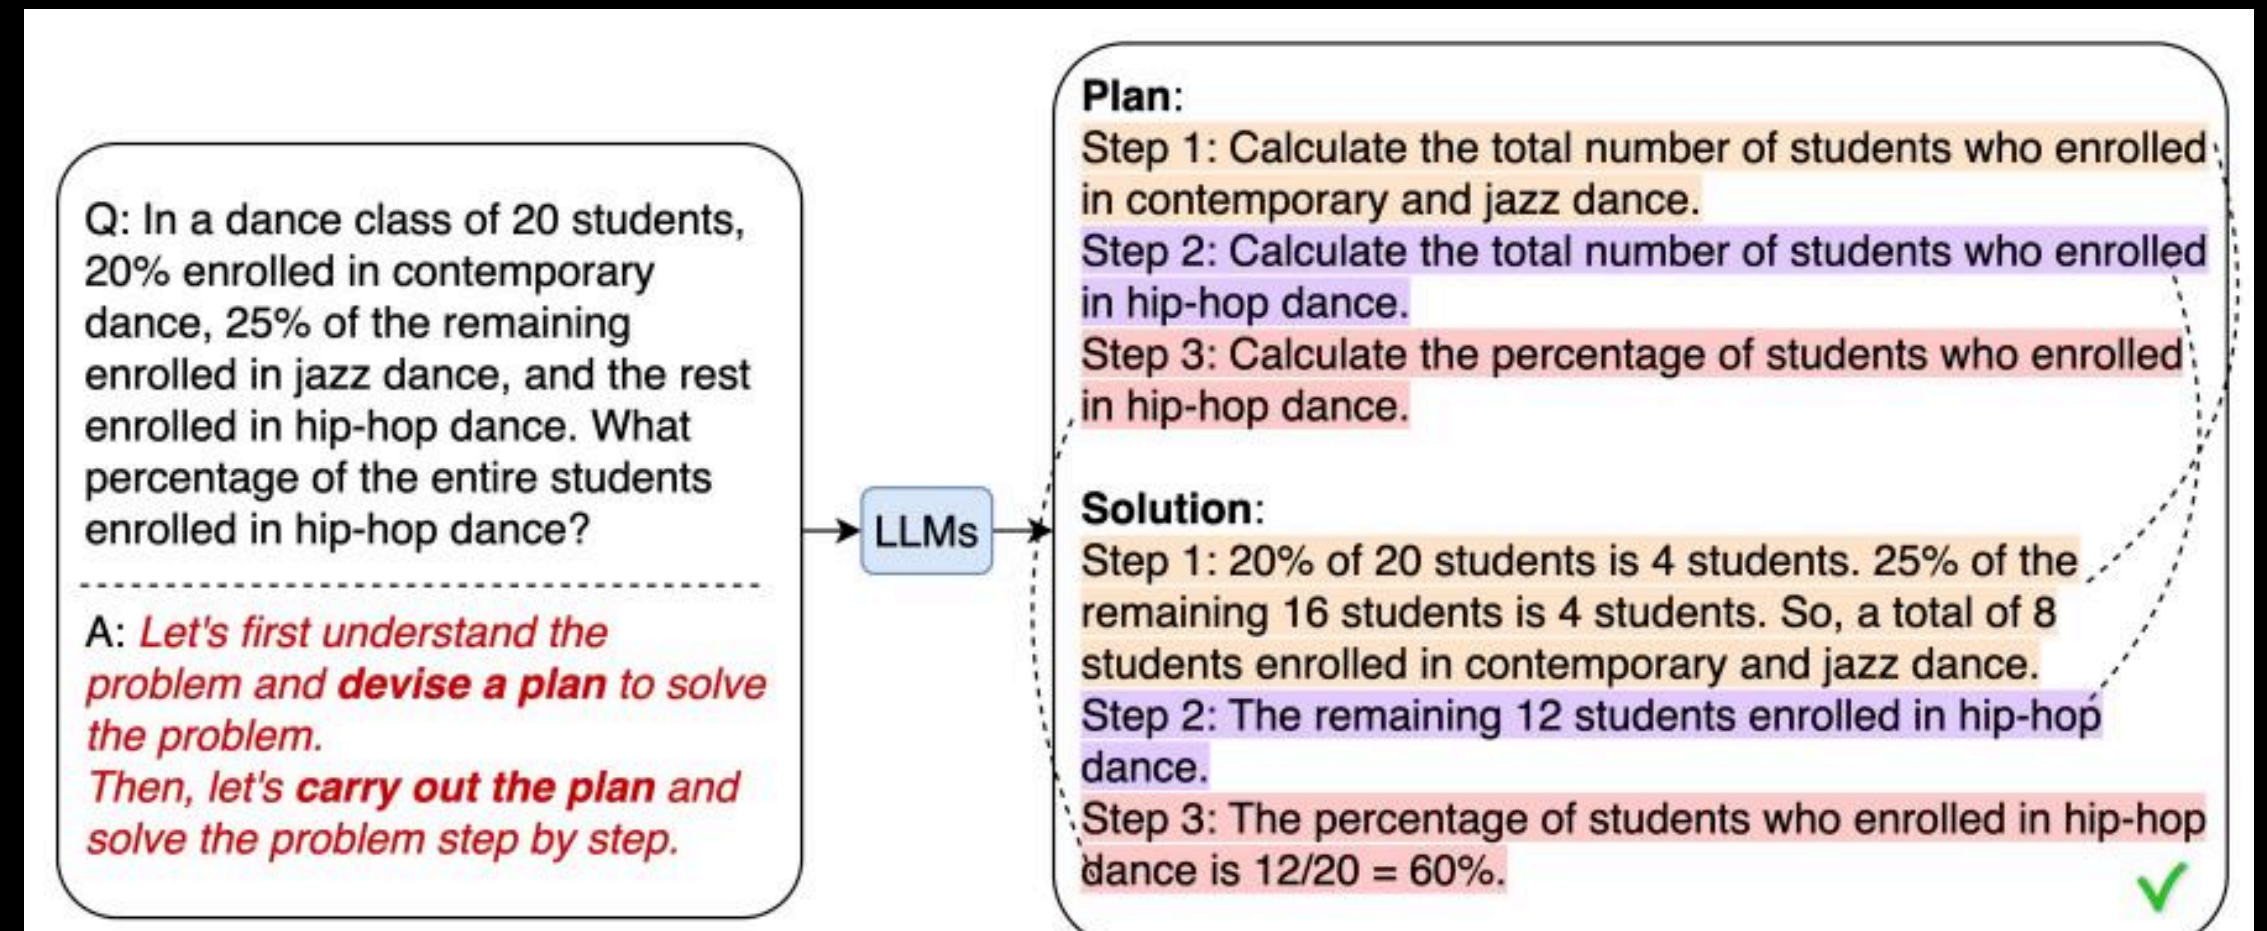 Q: In a dance class of 20 students,
20% enrolled in contemporary
dance, 25% of the remaining
enrolled in jazz dance, and the rest
enrolled in hip-hop dance. What
percentage of the entire students
enrolled in hip-hop dance?
A: Let's first understand the
problem and devise a plan to solve
the problem.
Then, let's carry out the plan and
solve the problem step by step.
LLMs
Plan:
Step 1: Calculate the total number of students who enrolled
in contemporary and jazz dance.
Step 2: Calculate the total number of students who enrolled
in hip-hop dance.
Step 3: Calculate the percentage of students who enrolled
in hip-hop dance.
Solution:
Step 1: 20% of 20 students is 4 students. 25% of the
remaining 16 students is 4 students. So, a total of 8
students enrolled in contemporary and jazz dance.
Step 2: The remaining 12 students enrolled in hip-hop
dance.
Step 3: The percentage of students who enrolled in hip-hop
dance is 12/20 = 60%.